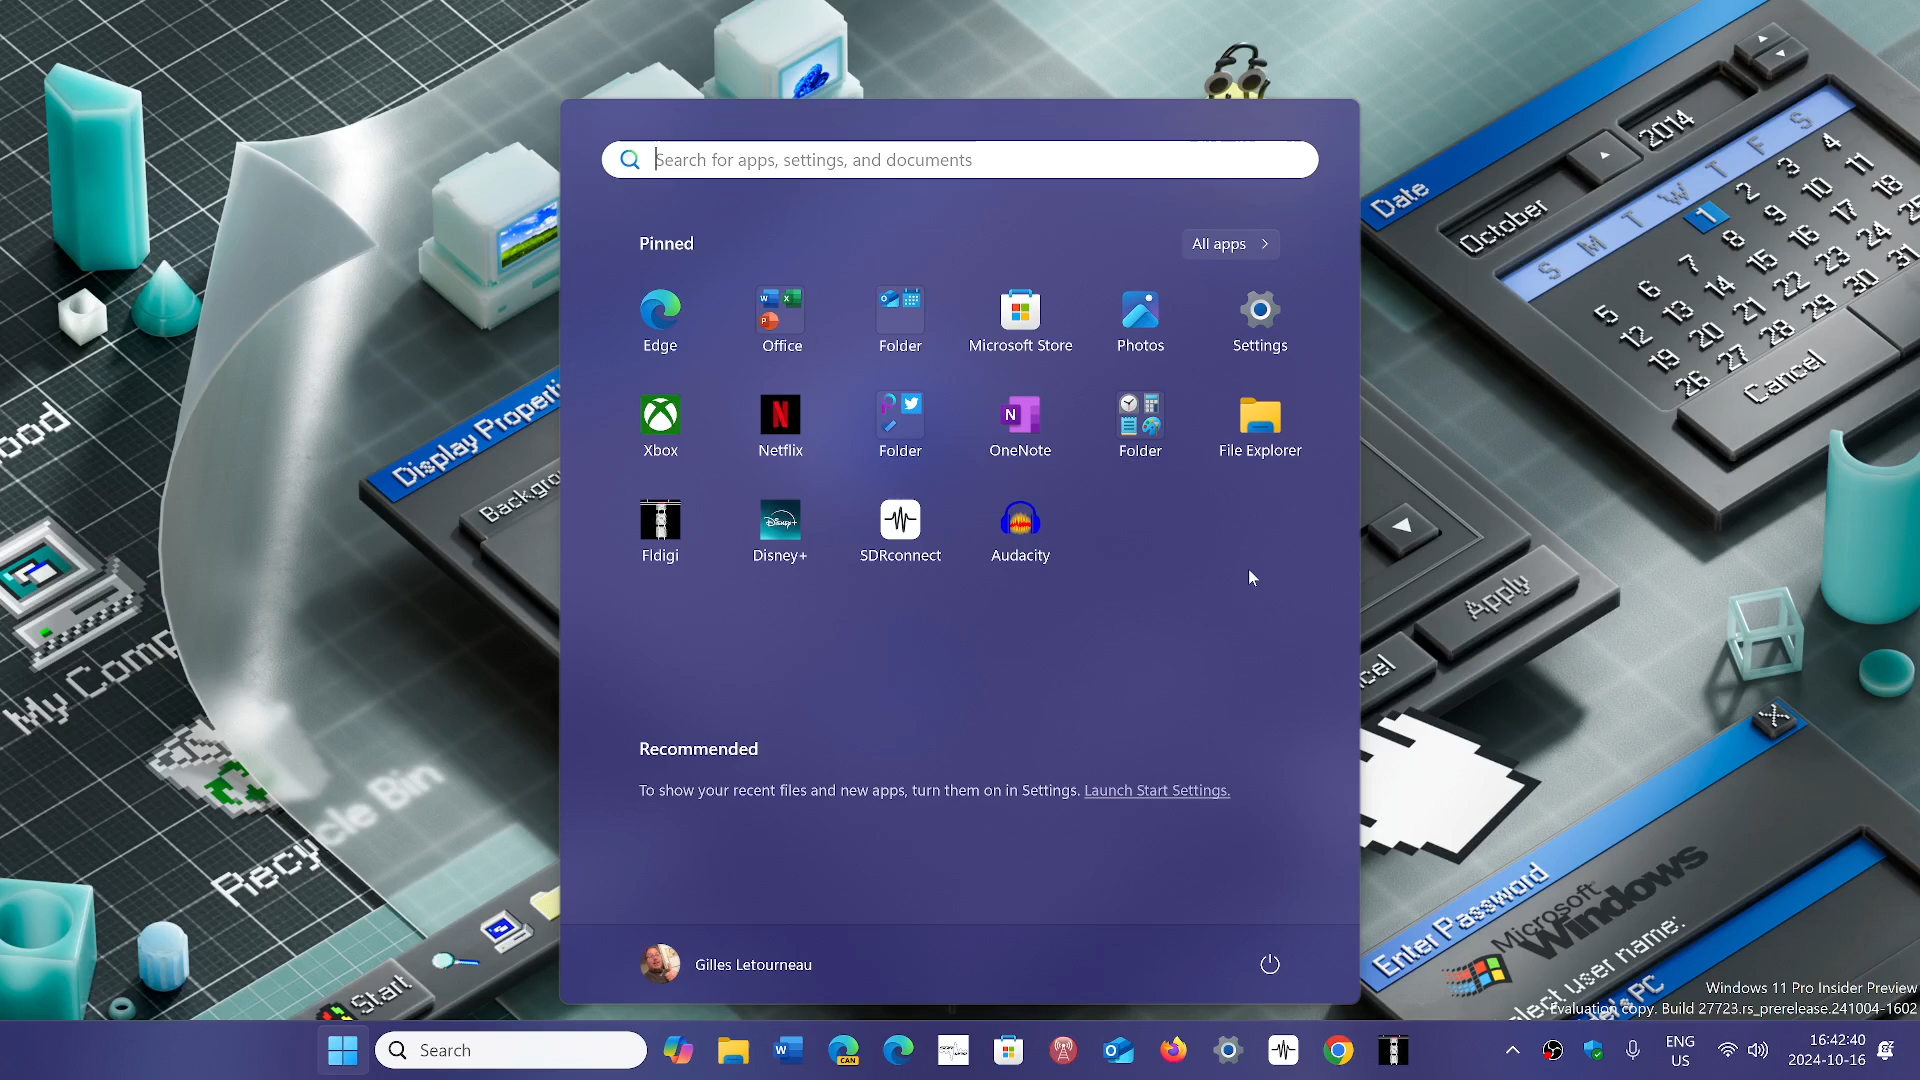 Search for apps, settings, and documents
Pinned
All apps
Edge
Office
Folder
Microsoft Store
Photos
Settings
Xbox
Netflix
Folder
OneNote
Folder
File Explorer
Fldigi
Disney+
SDRconnect
Audacity
Recommended
To show your recent files and new apps, turn them on in Settings. Launch Start Settings.
Gilles Letourneau
Date
October
2014
S M T W T F S
1 2 3 4
5 6 7 8 9 10 11
12 13 14 15 16 17 18
19 20 21 22 23 24 25
26 27 28 29 30 31
Cancel
Display Properti
Backgro
Apply
cel
My Comp
Recycle Bin
Start
Enter Password
Microsoft
Windows
elect user name:
's PC
Windows 11 Pro Insider Preview
Evaluation copy. Build 27723.rs_prerelease.241004-1602
Search
CAN
ENG
US
16:42:40
2024-10-16